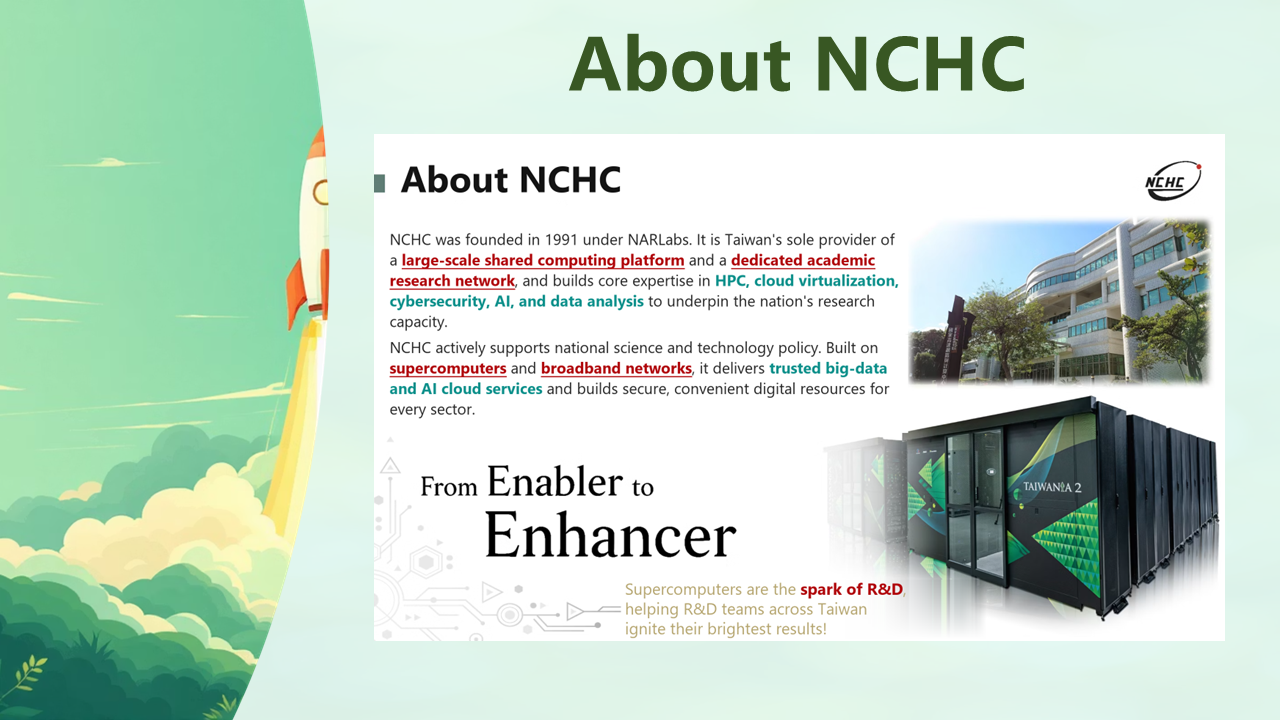 About NCHC
About NCHC
NCHC
NCHC was founded in 1991 under NARLabs. It is Taiwan's sole provider of
a large-scale shared computing platform and a dedicated academic
research network, and builds core expertise in HPC, cloud virtualization,
cybersecurity, AI, and data analysis to underpin the nation's research
capacity.
NCHC actively supports national science and technology policy. Built on
supercomputers and broadband networks, it delivers trusted big-data
and AI cloud services and builds secure, convenient digital resources for
every sector.
From Enabler to
Enhancer
TAIWANIA 2
Supercomputers are the spark of R&D,
helping R&D teams across Taiwan
ignite their brightest results!